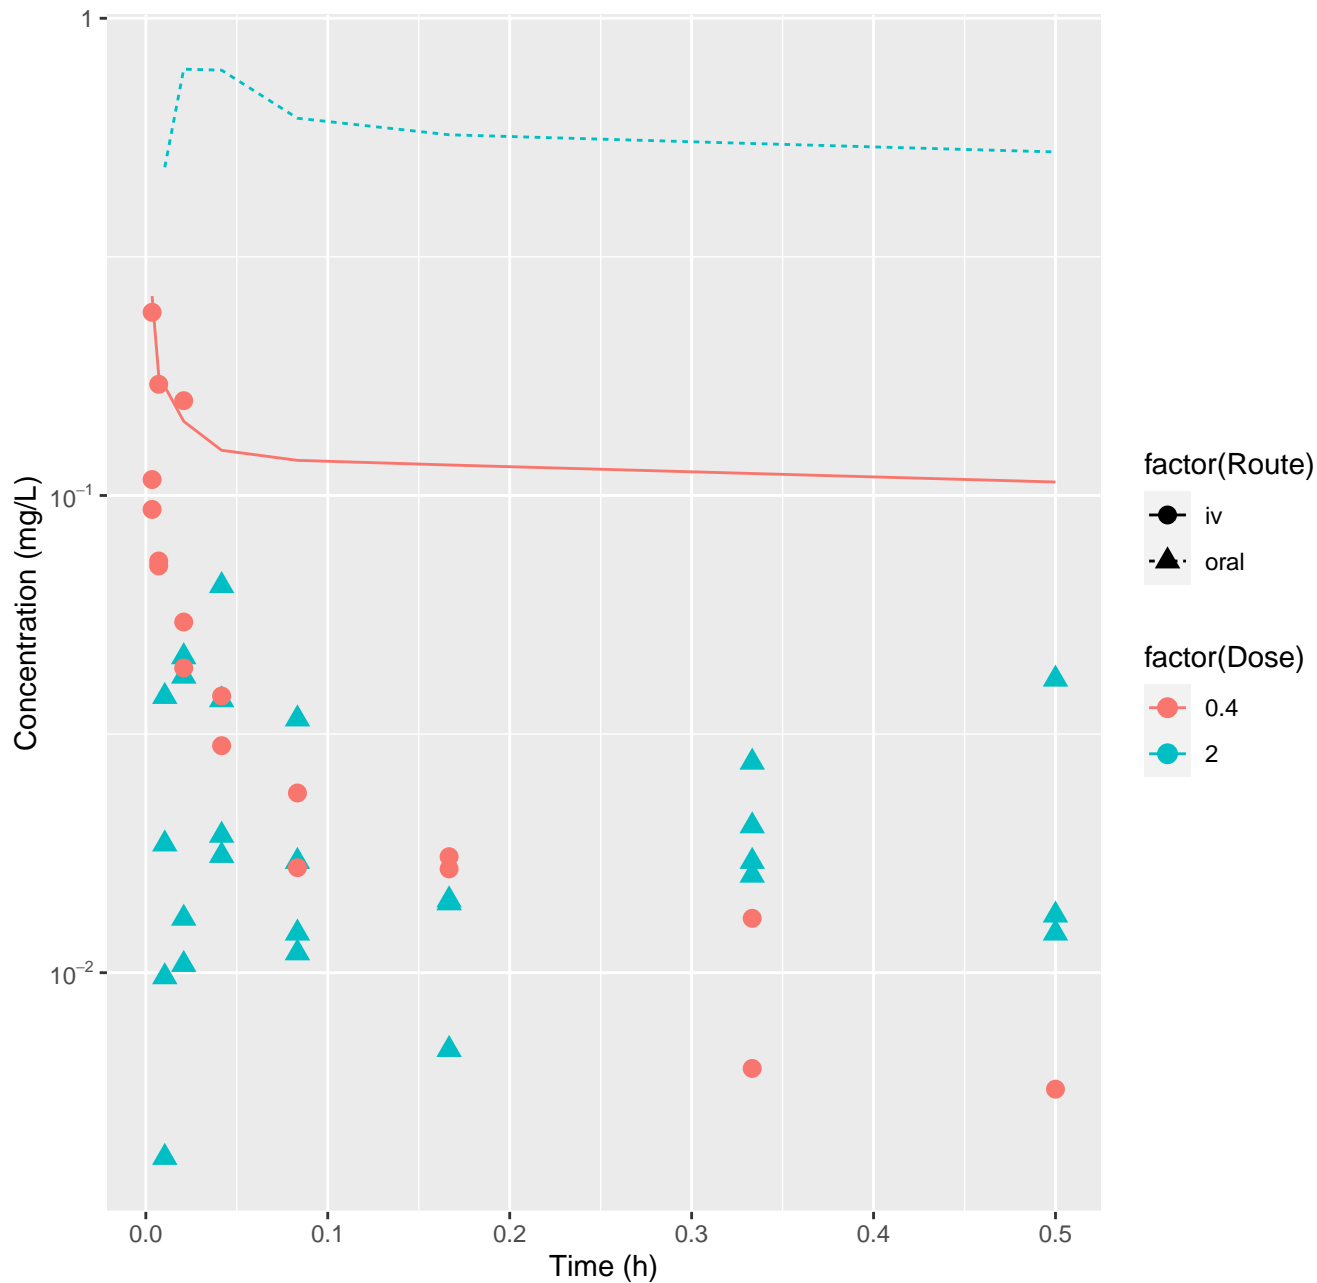 1
10⁻¹
10⁻²
Concentration (mg/L)
0.0 0.1 0.2 0.3 0.4 0.5
Time (h)
factor(Route)
iv
oral
factor(Dose)
0.4
2